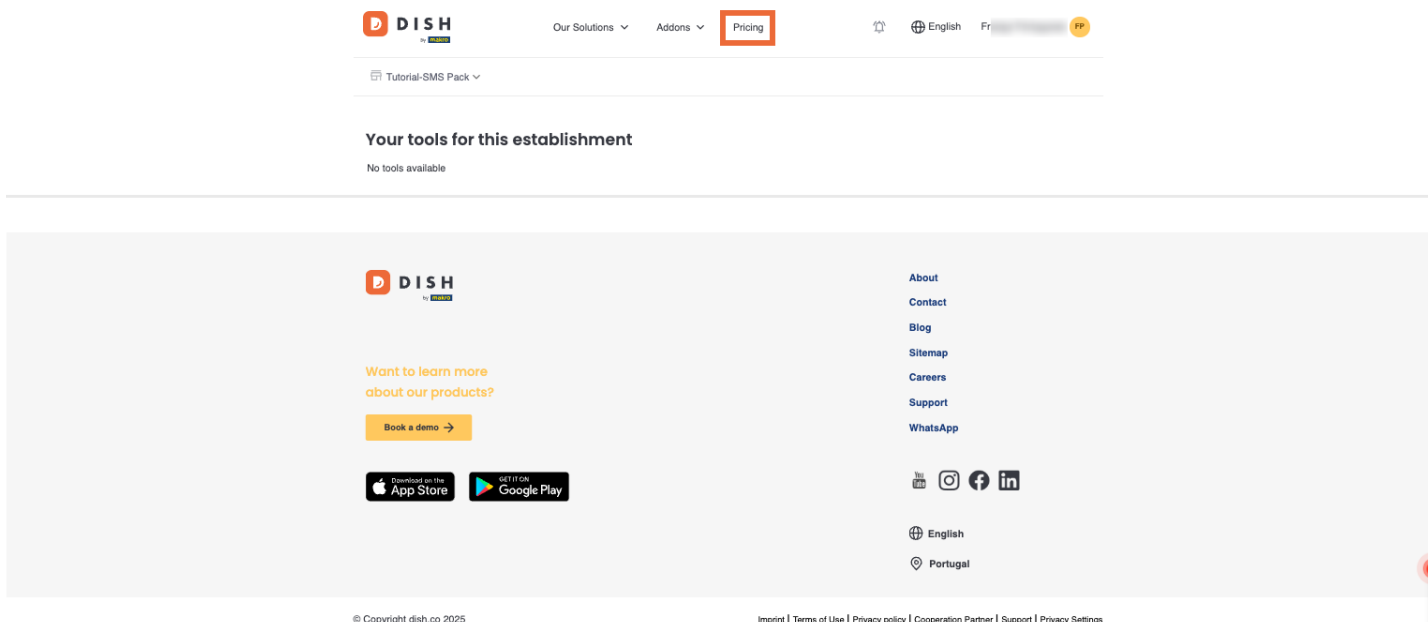 DISH
by makro
Our Solutions
Addons
Pricing
English
Fr
FP
Tutorial-SMS Pack
Your tools for this establishment
No tools available
DISH
by makro
Want to learn more
about our products?
Book a demo →
Download on the
App Store
GET IT ON
Google Play
About
Contact
Blog
Sitemap
Careers
Support
WhatsApp
You
Tube
English
Portugal
© Copyright dish.co 2025
Imprint | Terms of Use | Privacy policy | Cooperation Partner | Support | Privacy Settings